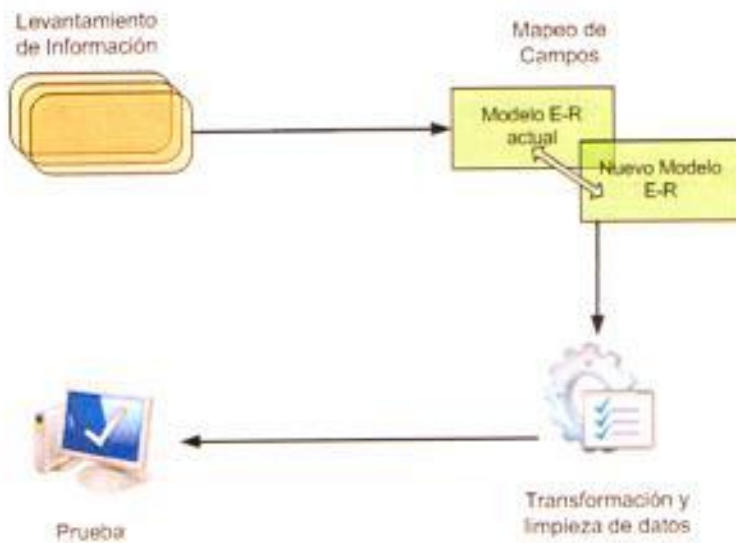 Levantamiento
de Información
Mapeo de
Campos
Modelo E-R
actual
Nuevo Modelo
E-R
Transformación y
limpieza de datos
Prueba